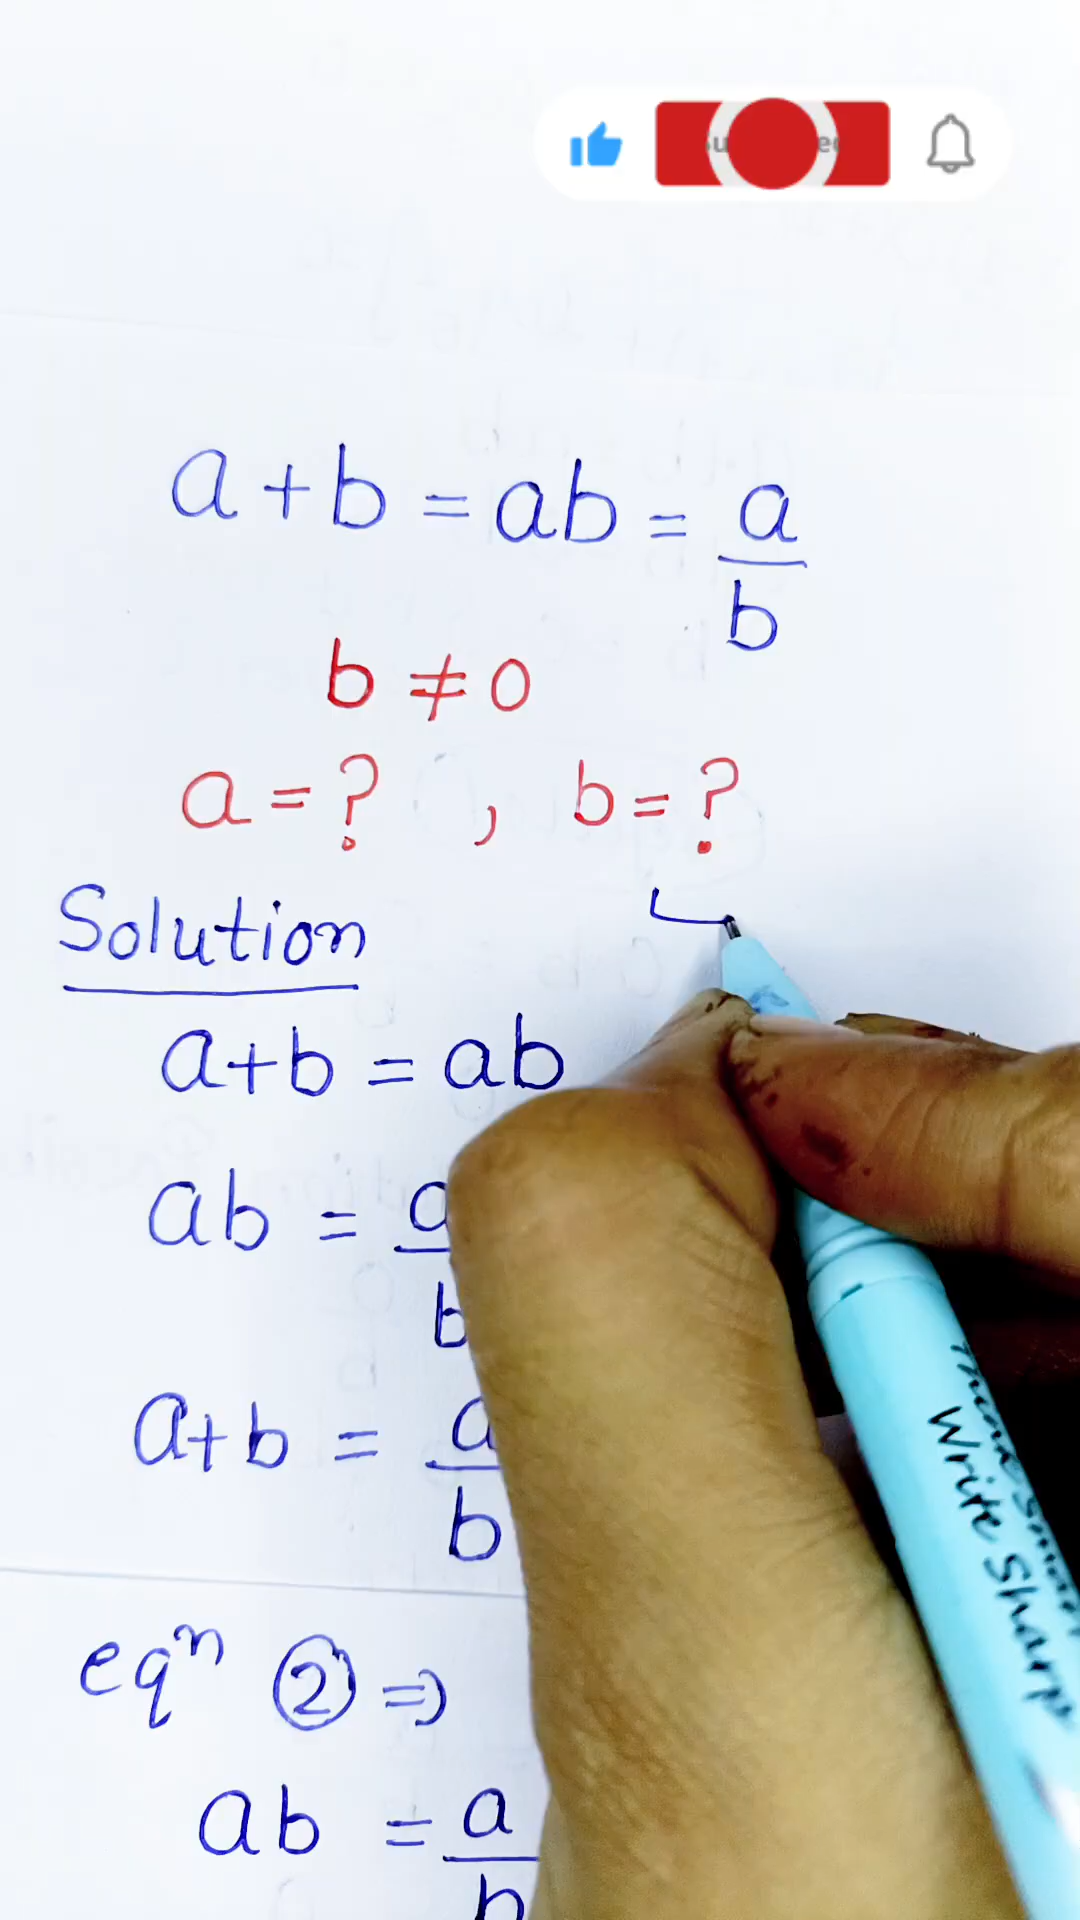 a + b = ab = a/b
b ≠ 0
a = ? , b = ?
Solution
a+b = ab
ab = a
b
a+b = a/b
eqⁿ ② ⇒
ab = a/b
Write Sharp